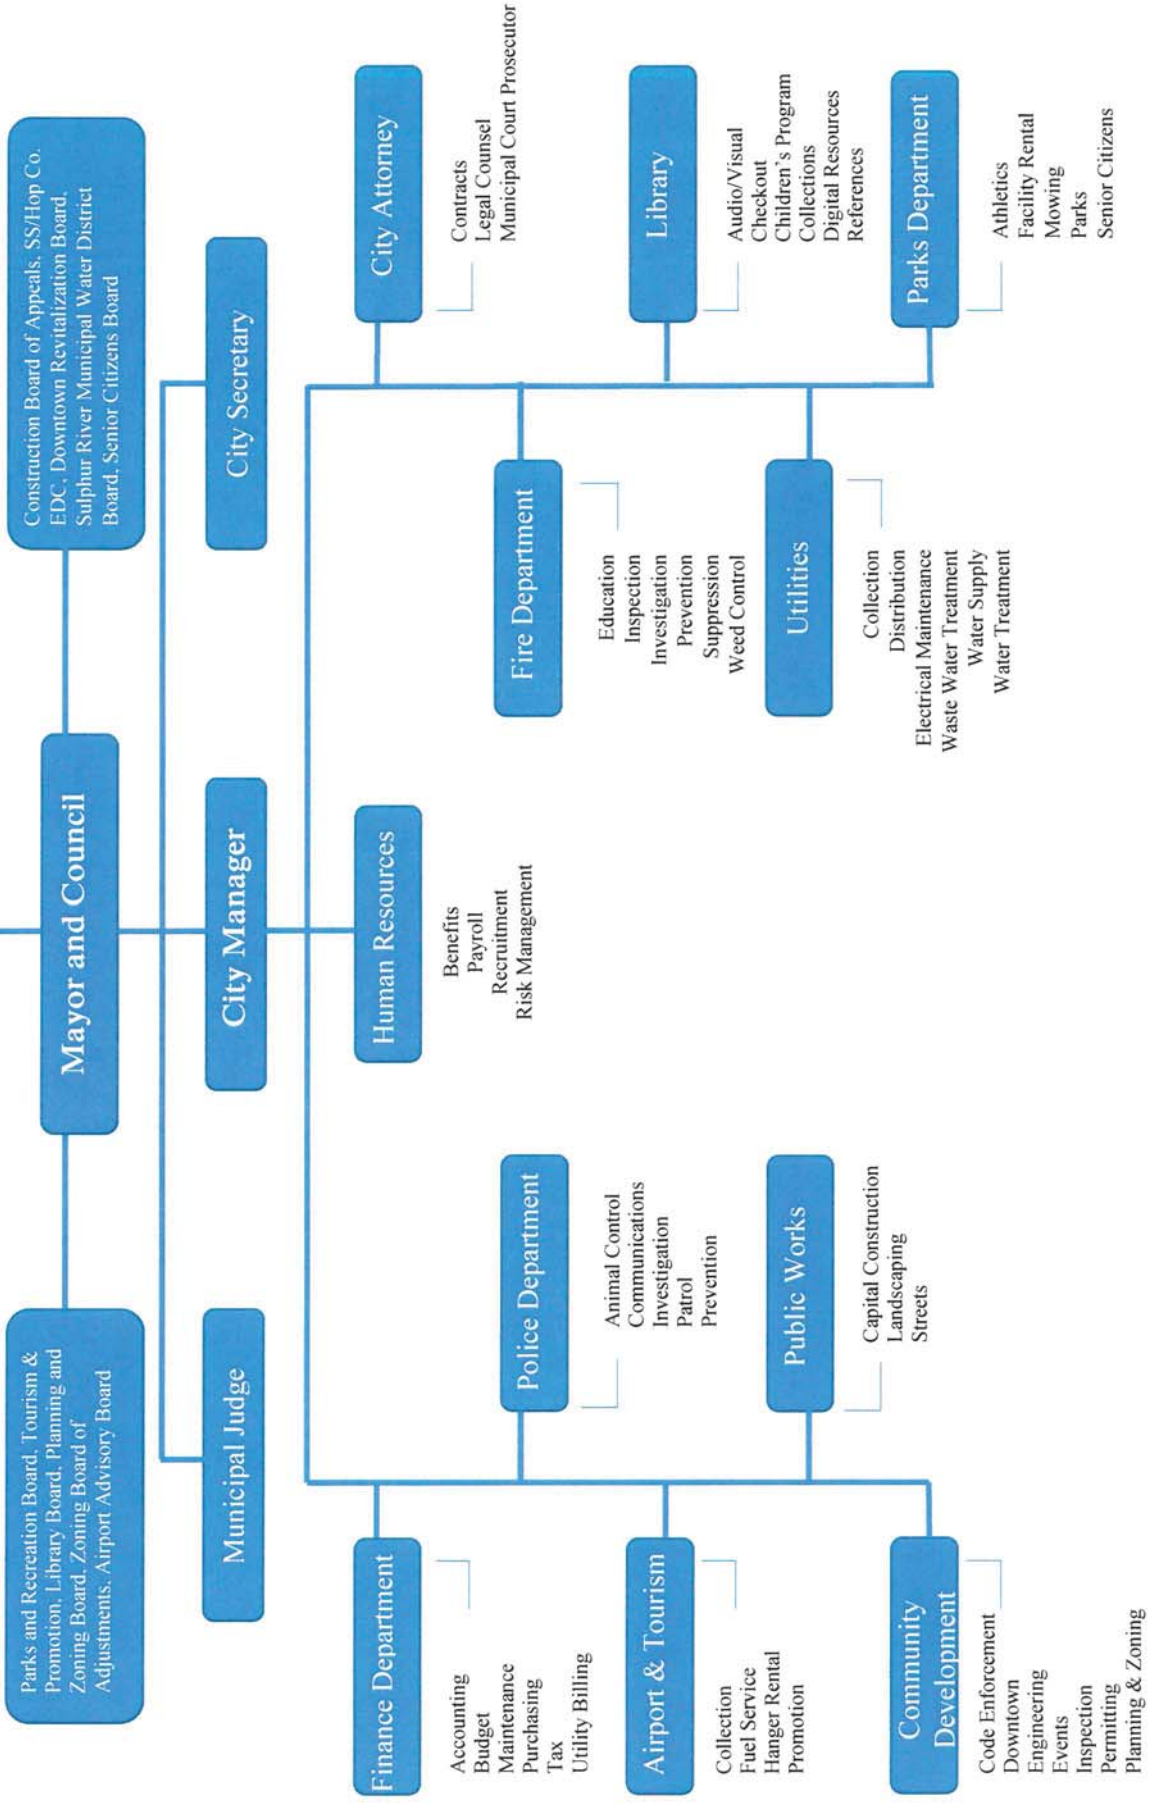 Parks and Recreation Board, Tourism &
Promotion, Library Board, Planning and
Zoning Board, Zoning Board of
Adjustments, Airport Advisory Board
Mayor and Council
Construction Board of Appeals, SS/Hop Co.
EDC, Downtown Revitalization Board,
Sulphur River Municipal Water District
Board, Senior Citizens Board
Municipal Judge
City Manager
City Secretary
Finance Department
Accounting
Budget
Maintenance
Purchasing
Tax
Utility Billing
Police Department
Animal Control
Communications
Investigation
Patrol
Prevention
Airport & Tourism
Collection
Fuel Service
Hanger Rental
Promotion
Public Works
Capital Construction
Landscaping
Streets
Community
Development
Code Enforcement
Downtown
Engineering
Events
Inspection
Permitting
Planning & Zoning
Human Resources
Benefits
Payroll
Recruitment
Risk Management
City Attorney
Contracts
Legal Counsel
Municipal Court Prosecutor
Fire Department
Education
Inspection
Investigation
Prevention
Suppression
Weed Control
Library
Audio/Visual
Checkout
Children's Program
Collections
Digital Resources
References
Utilities
Collection
Distribution
Electrical Maintenance
Waste Water Treatment
Water Supply
Water Treatment
Parks Department
Athletics
Facility Rental
Mowing
Parks
Senior Citizens